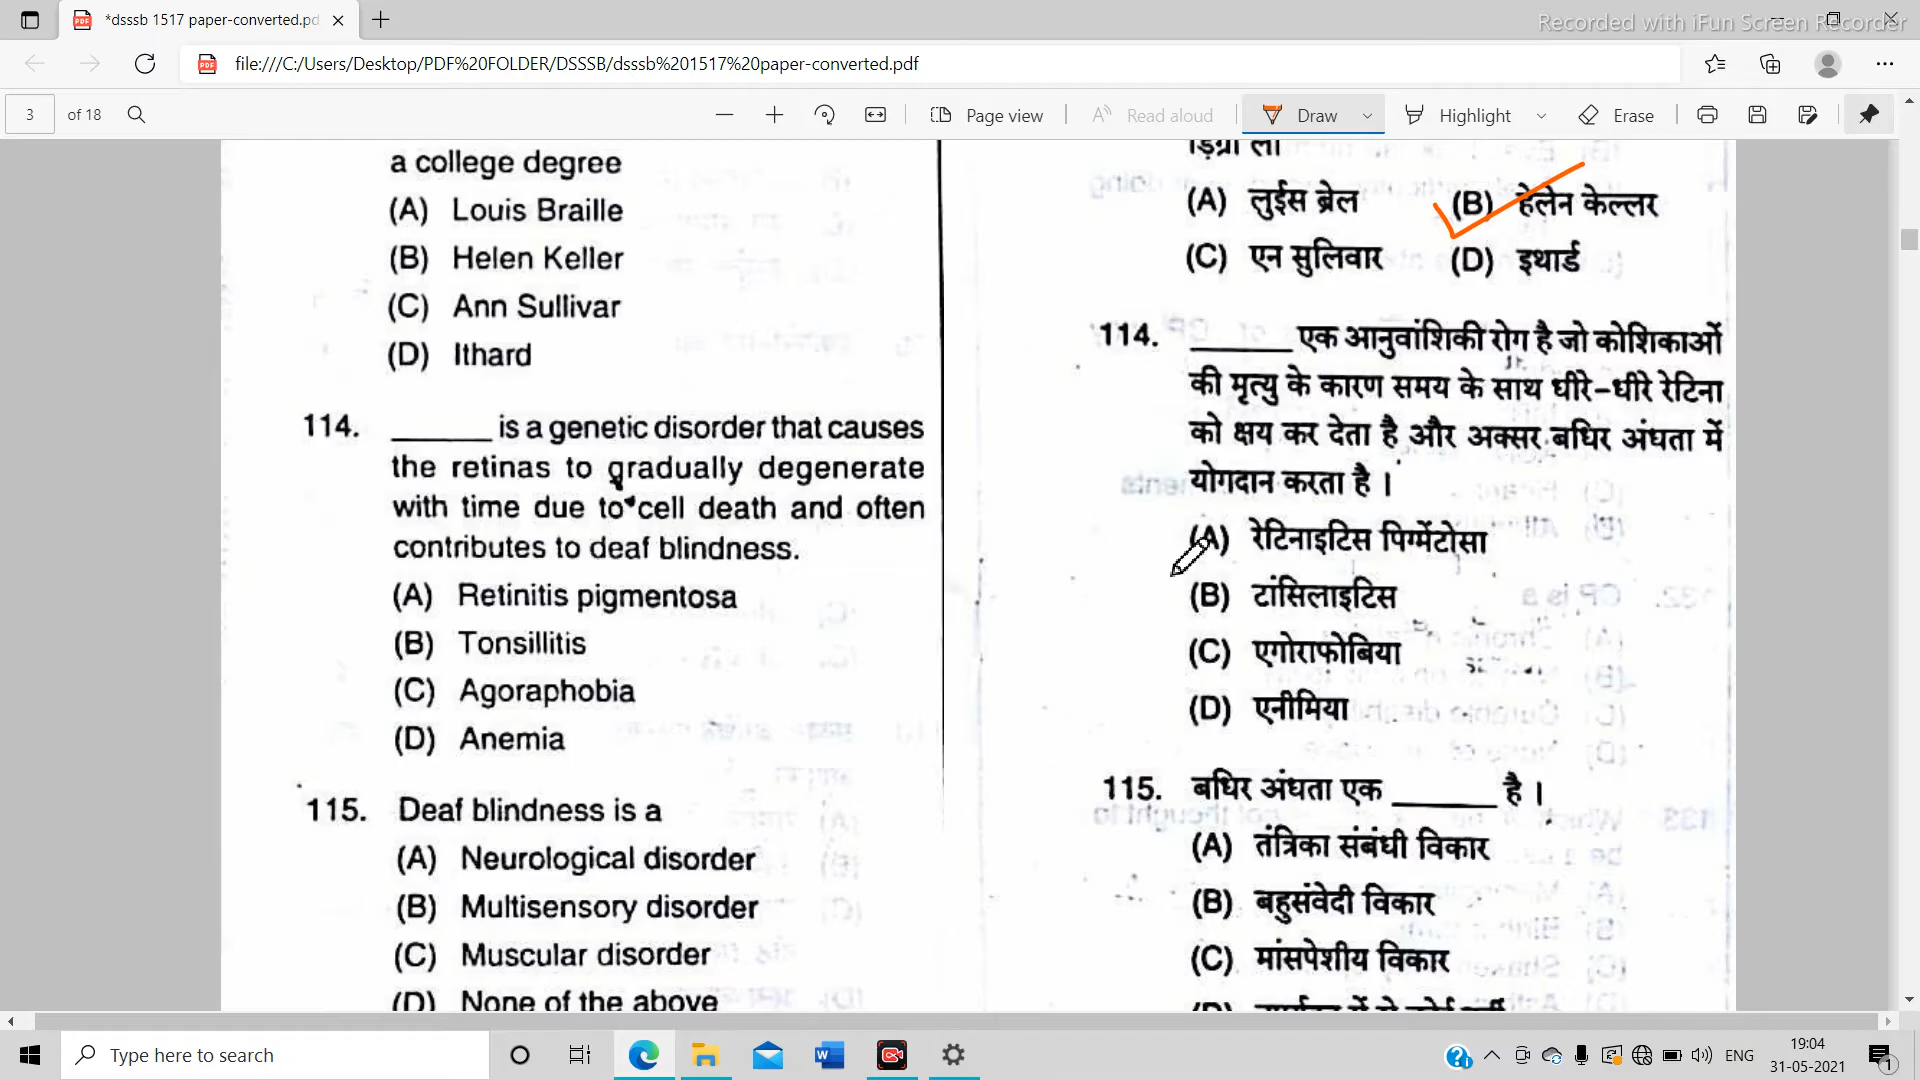 *dsssb 1517 paper-converted.pd
Recorded with iFun Screen Recorder
file:///C:/Users/Desktop/PDF%20FOLDER/DSSSB/dsssb%201517%20paper-converted.pdf
3 of 18
Page view
Read aloud
Draw
Highlight
Erase
a college degree
(A) Louis Braille
(B) Helen Keller
(C) Ann Sullivar
(D) Ithard
114. ______ is a genetic disorder that causes
the retinas to gradually degenerate
with time due to cell death and often
contributes to deaf blindness.
(A) Retinitis pigmentosa
(B) Tonsillitis
(C) Agoraphobia
(D) Anemia
115. Deaf blindness is a
(A) Neurological disorder
(B) Multisensory disorder
(C) Muscular disorder
(D) None of the above
(A) लुईस ब्रेल (B) हेलेन केल्लर
(C) एन सुलिवार (D) इथार्ड
114. ______ एक आनुवांशिकी रोग है जो कोशिकाओं
की मृत्यु के कारण समय के साथ धीरे-धीरे रेटिना
को क्षय कर देता है और अक्सर बधिर अंधता में
योगदान करता है ।
(A) रेटिनाइटिस पिग्मेंटोसा
(B) टांसिलाइटिस
(C) एगोराफोबिया
(D) एनीमिया
115. बधिर अंधता एक ______ है ।
(A) तंत्रिका संबंधी विकार
(B) बहुसंवेदी विकार
(C) मांसपेशीय विकार
Type here to search
ENG
19:04
31-05-2021
1